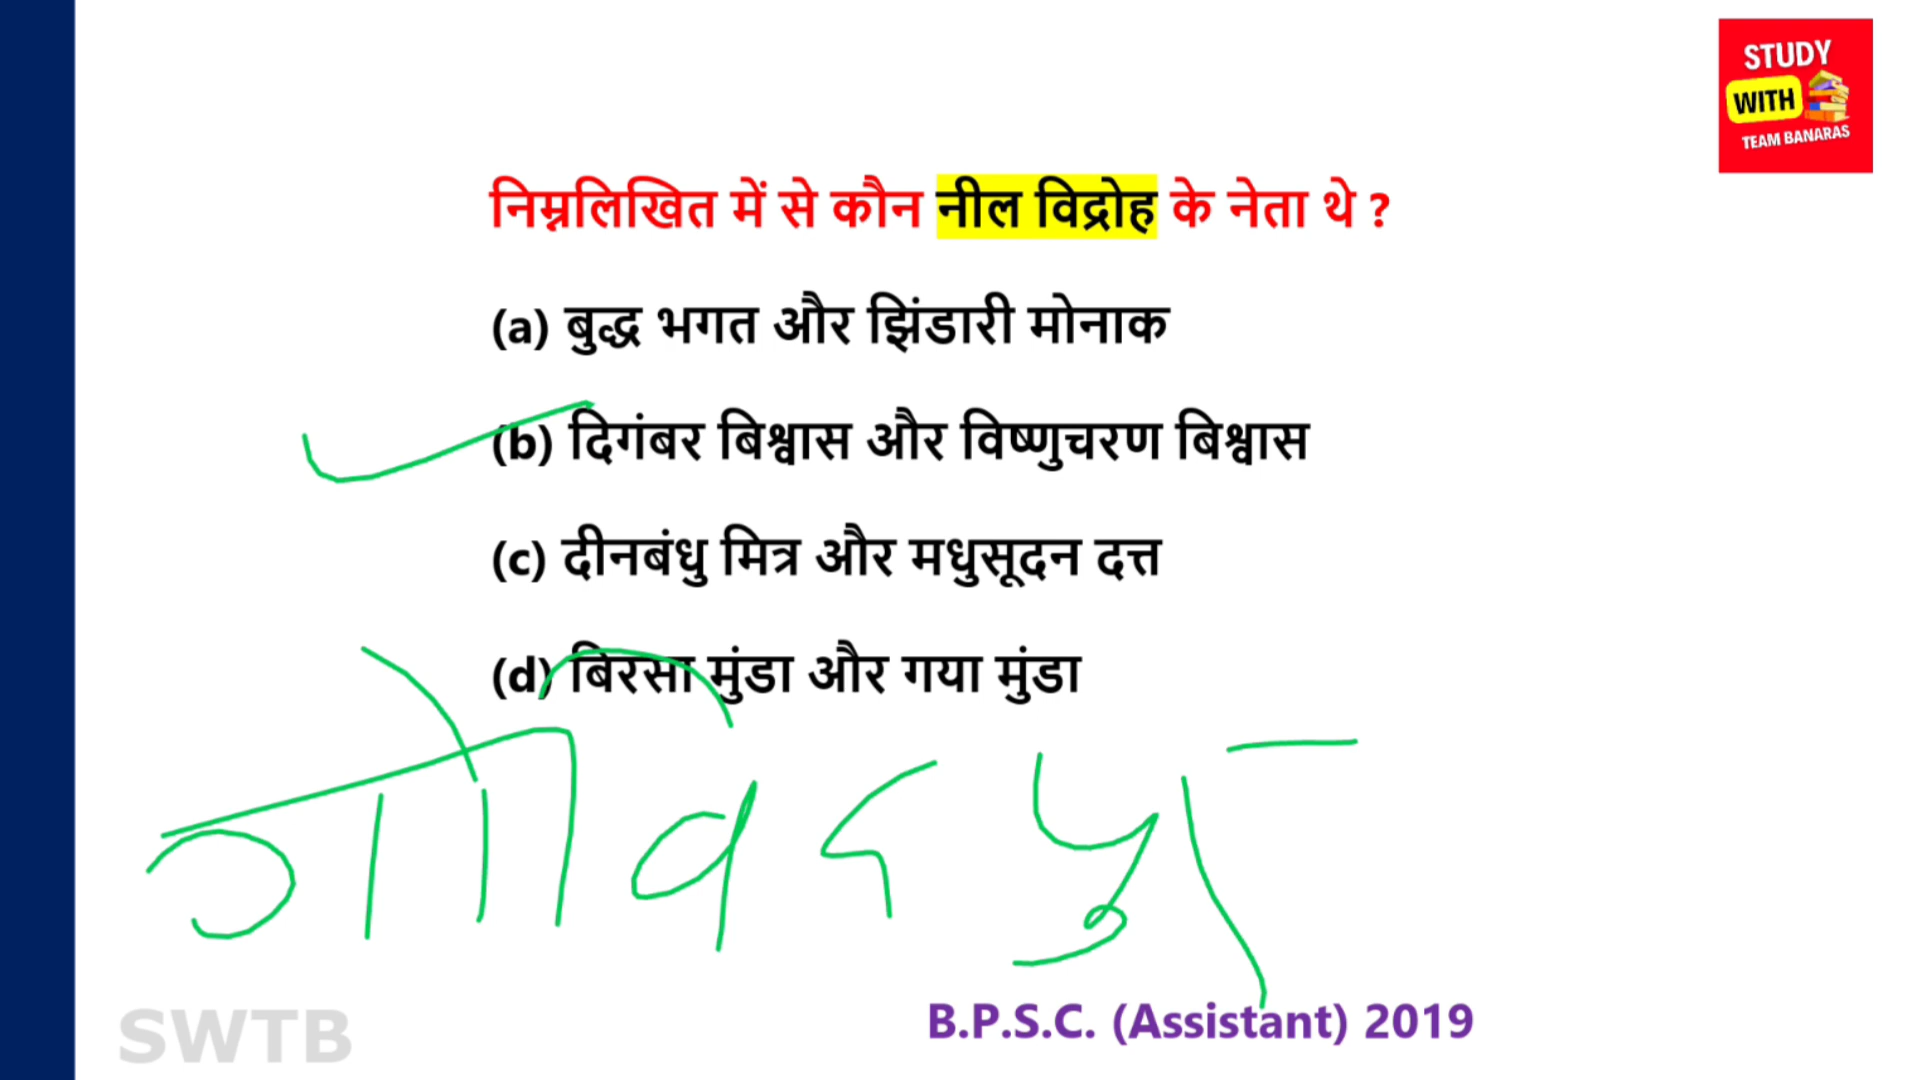 STUDY
WITH
TEAM BANARAS
निम्नलिखित में से कौन नील विद्रोह के नेता थे ?
(a) बुद्ध भगत और झिंडारी मोनाक
(b) दिगंबर बिश्वास और विष्णुचरण बिश्वास
(c) दीनबंधु मित्र और मधुसूदन दत्त
(d) बिरसा मुंडा और गया मुंडा
B.P.S.C. (Assistant) 2019
SWTB